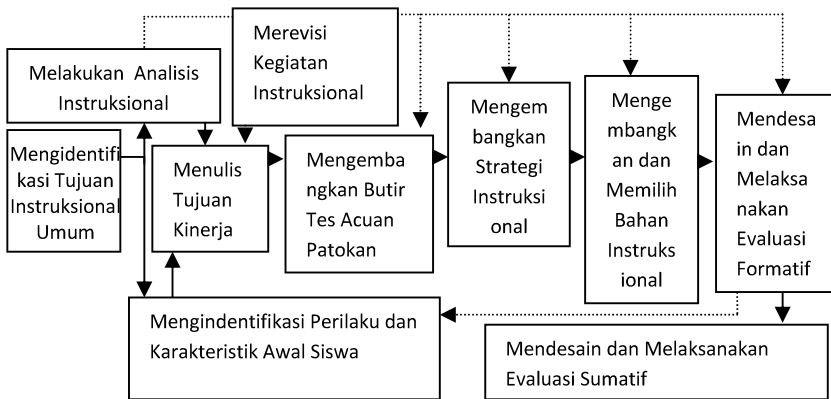 Merevisi
Kegiatan
Instruksional
Melakukan  Analisis
Instruksional
Mengidentifi
kasi Tujuan
Instruksional
Umum
Menulis
Tujuan
Kinerja
Mengemba
ngkan Butir
Tes Acuan
Patokan
Mengem
bangkan
Strategi
Instruksi
onal
Menge
mbangk
an dan
Memilih
Bahan
Instruks
ional
Mendesa
in dan
Melaksa
nakan
Evaluasi
Formatif
Mengindentifikasi Perilaku dan
Karakteristik Awal Siswa
Mendesain dan Melaksanakan
Evaluasi Sumatif